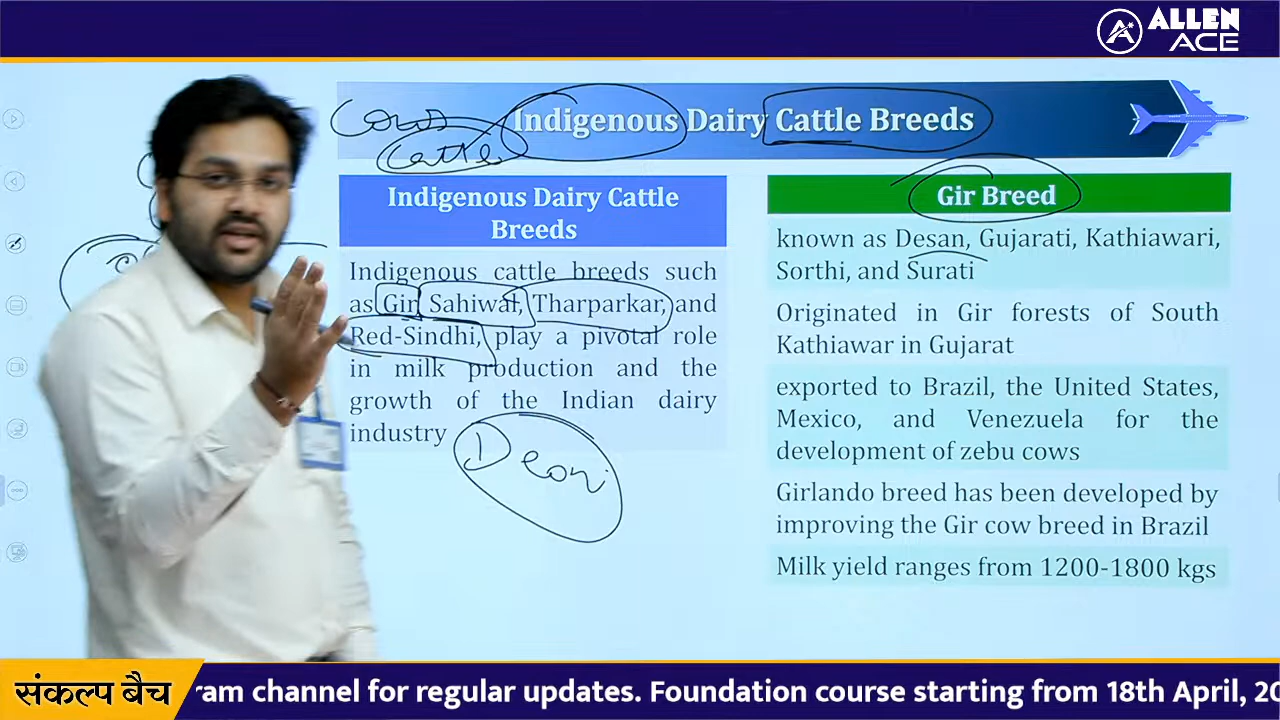 ALLEN
ACE
Cows
Cattle
Indigenous Dairy Cattle Breeds
Indigenous Dairy Cattle
Breeds
Indigenous cattle breeds such
as Gir, Sahiwal, Tharparkar, and
Red-Sindhi, play a pivotal role
in milk production and the
growth of the Indian dairy
industry
Deoni
Gir Breed
known as Desan, Gujarati, Kathiawari,
Sorthi, and Surati
Originated in Gir forests of South
Kathiawar in Gujarat
exported to Brazil, the United States,
Mexico, and Venezuela for the
development of zebu cows
Girlando breed has been developed by
improving the Gir cow breed in Brazil
Milk yield ranges from 1200-1800 kgs
संकल्प बैच
ram channel for regular updates. Foundation course starting from 18th April, 20